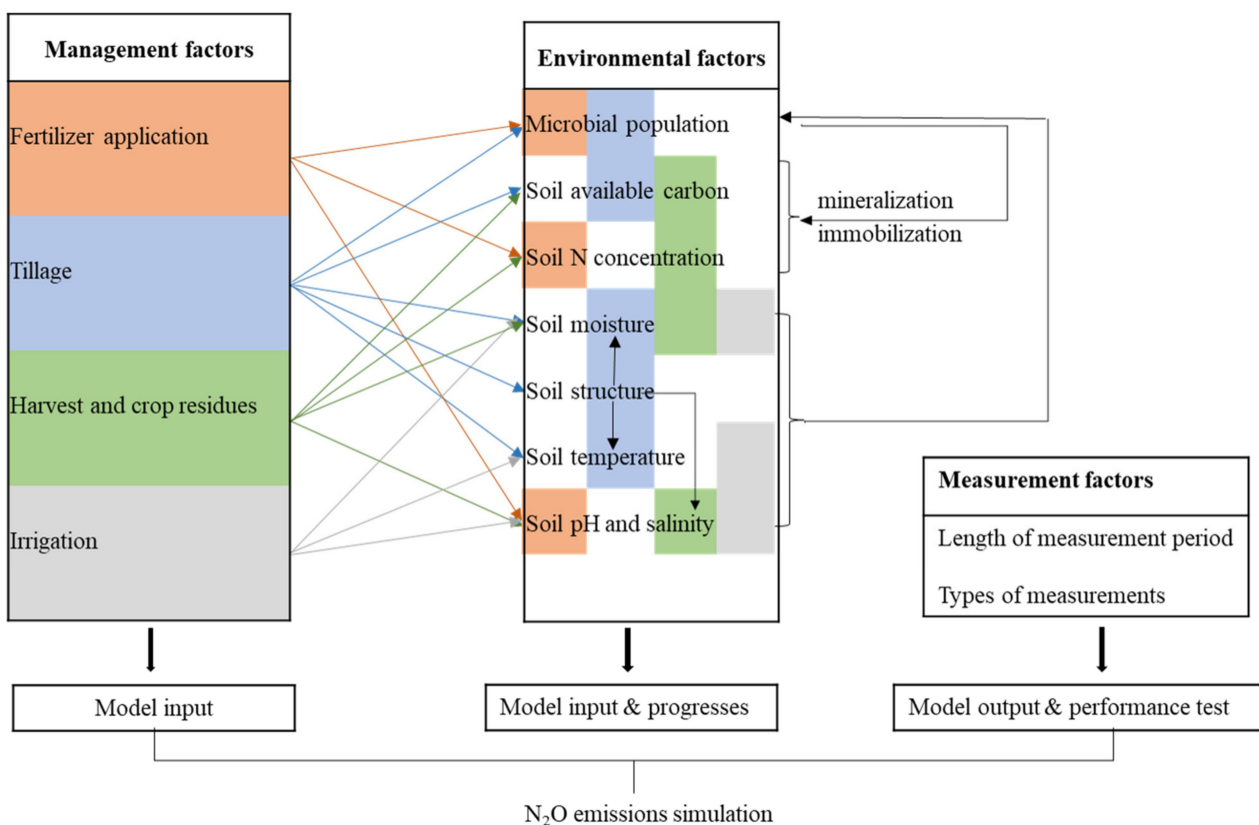 Management factors
Fertilizer application
Tillage
Harvest and crop residues
Irrigation
Environmental factors
Microbial population
Soil available carbon
Soil N concentration
Soil moisture
Soil structure
Soil temperature
Soil pH and salinity
mineralization
immobilization
Measurement factors
Length of measurement period
Types of measurements
Model input
Model input & progresses
Model output & performance test
N₂O emissions simulation